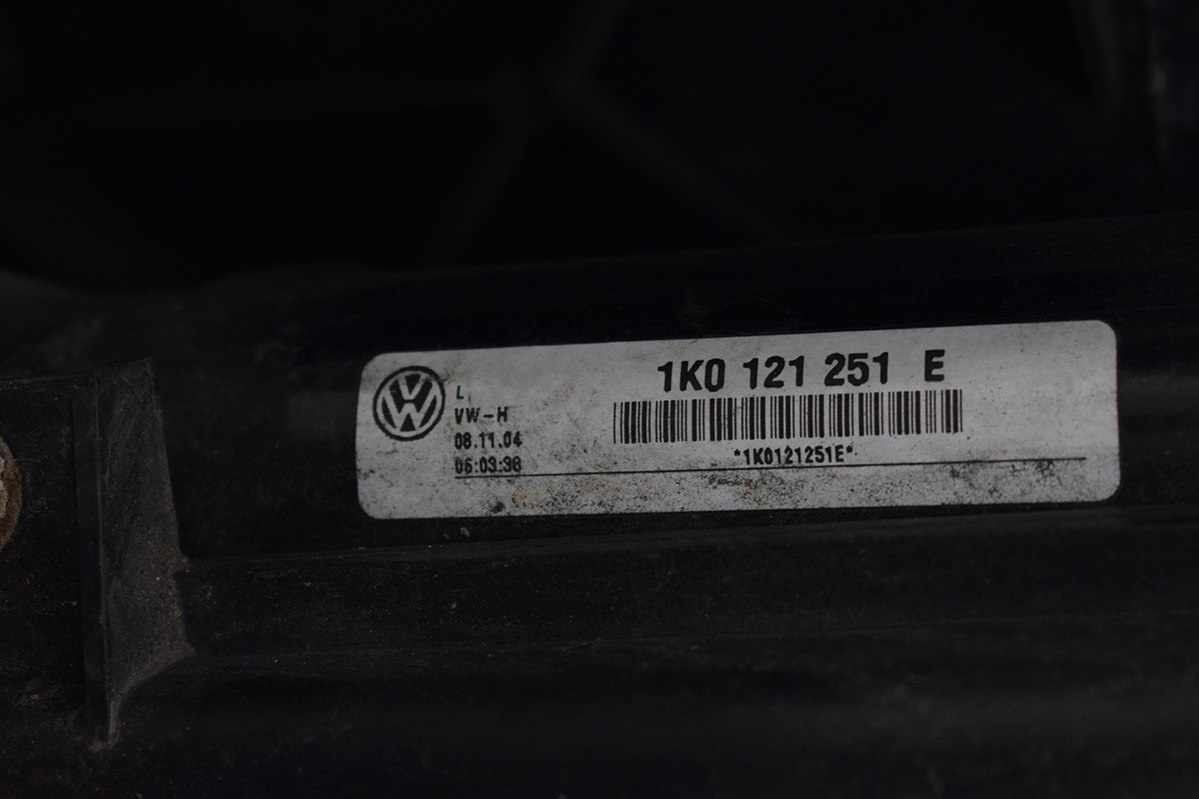 1K0 121 251 E
L
VW-H
08.11.04
06:03:38
*1K0121251E*